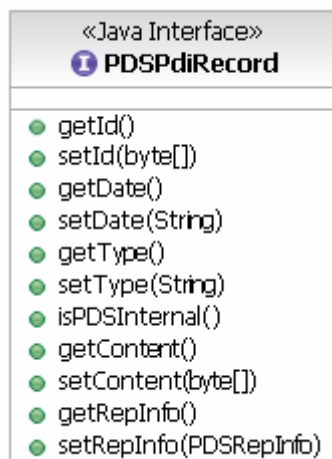 «Java Interface»
I PDSPdiRecord
getId()
setId(byte[])
getDate()
setDate(String)
getType()
setType(String)
isPDSInternal()
getContent()
setContent(byte[])
getRepInfo()
setRepInfo(PDSRepInfo)